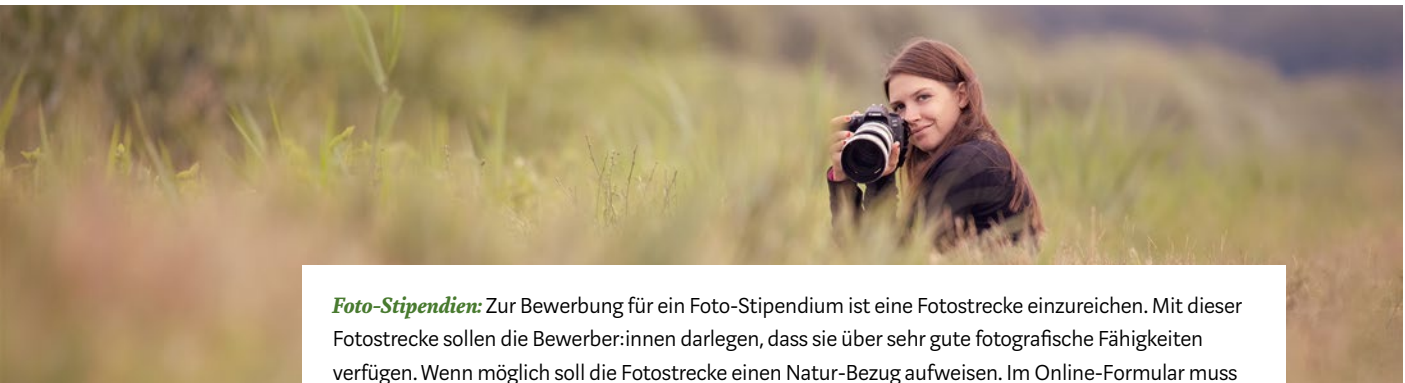 Foto-Stipendien: Zur Bewerbung für ein Foto-Stipendium ist eine Fotostrecke einzureichen. Mit dieser
Fotostrecke sollen die Bewerber:innen darlegen, dass sie über sehr gute fotografische Fähigkeiten
verfügen. Wenn möglich soll die Fotostrecke einen Natur-Bezug aufweisen. Im Online-Formular muss